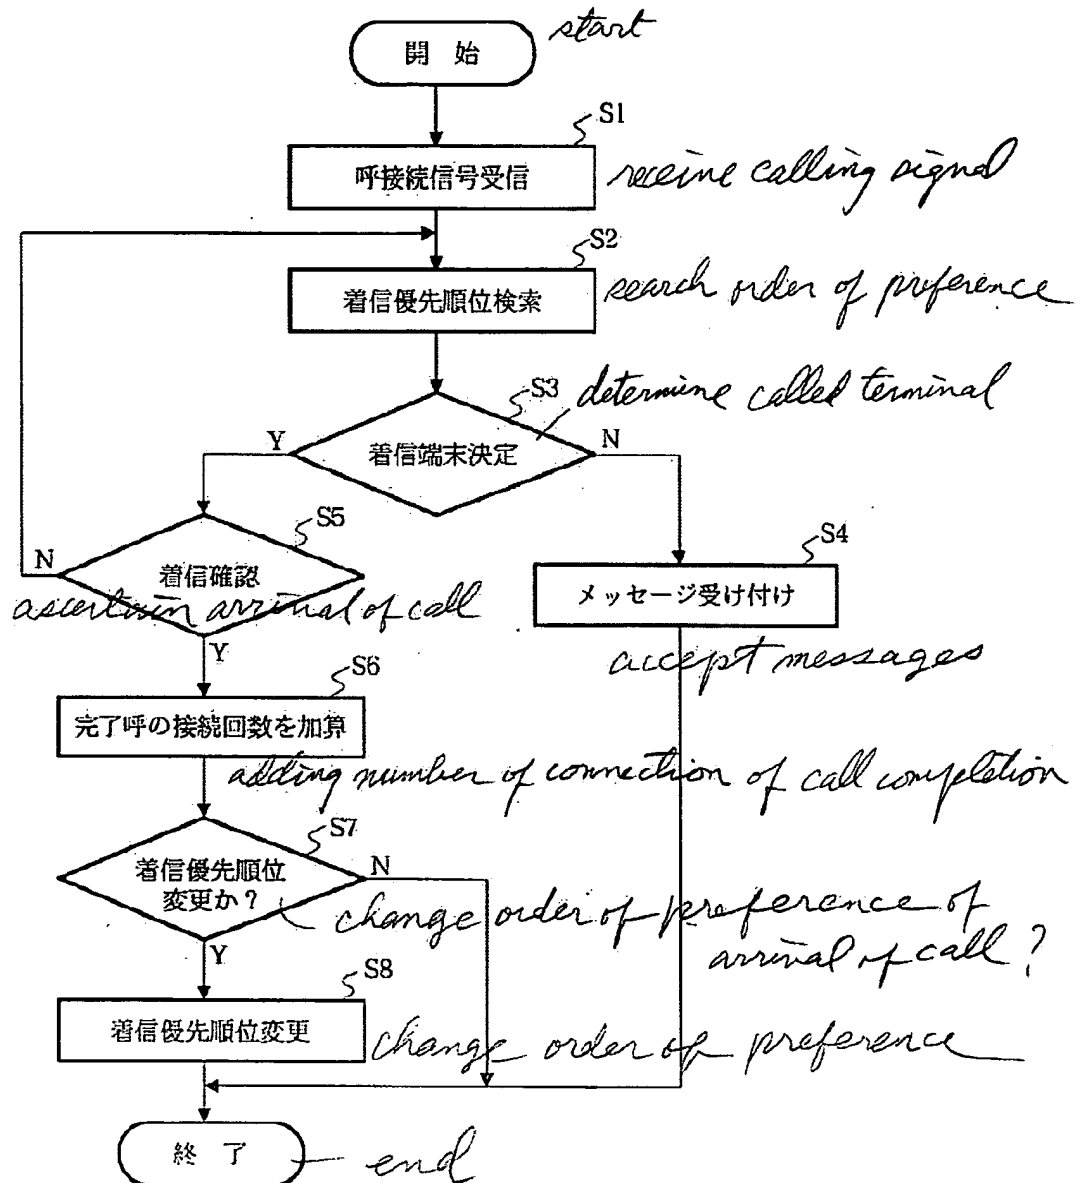 開 始
start
S1
呼接続信号受信
receive calling signal
S2
着信優先順位検索
search order of preference
S3
determine called terminal
Y
着信端末決定
N
S5
S4
N
着信確認
メッセージ受け付け
ascertain arrival of call
Y
accept messages
S6
完了呼の接続回数を加算
adding number of connection of call completion
S7
着信優先順位
変更か?
N
change order of preference of
arrival of call?
Y
S8
着信優先順位変更
change order of preference
終 了
end